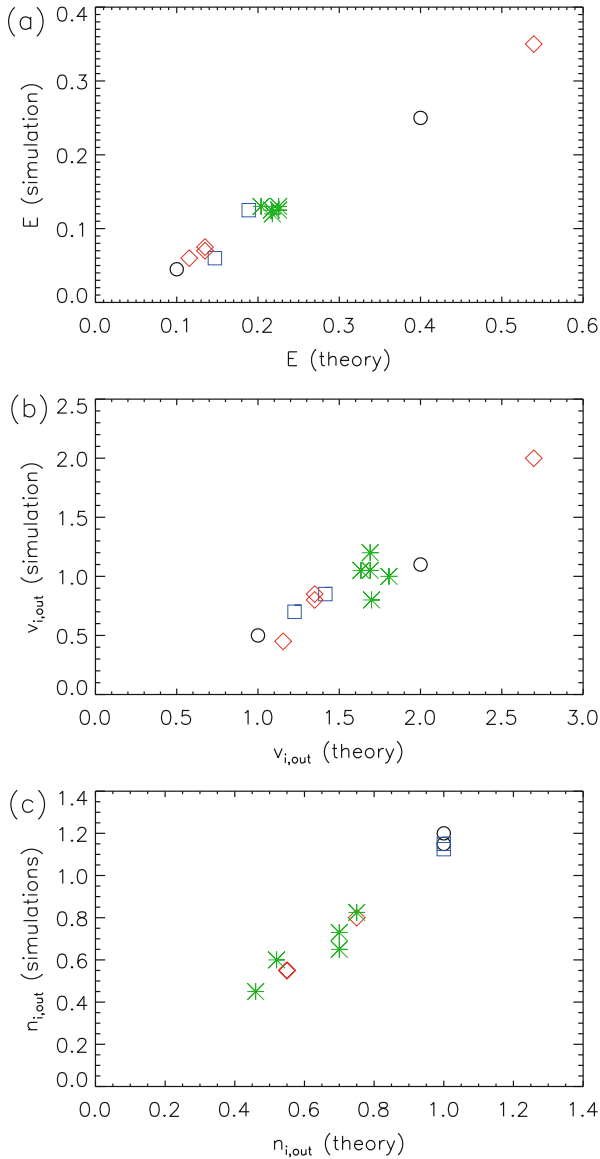 (a)
0.4
0.3
0.2
0.1
0.0
E (simulation)
0.0 0.1 0.2 0.3 0.4 0.5 0.6
E (theory)
(b)
2.5
2.0
1.5
1.0
0.5
0.0
v_{i,out} (simulation)
0.0 0.5 1.0 1.5 2.0 2.5 3.0
v_{i,out} (theory)
(c)
1.4
1.2
1.0
0.8
0.6
0.4
0.2
0.0
n_{i,out} (simulations)
0.0 0.2 0.4 0.6 0.8 1.0 1.2 1.4
n_{i,out} (theory)